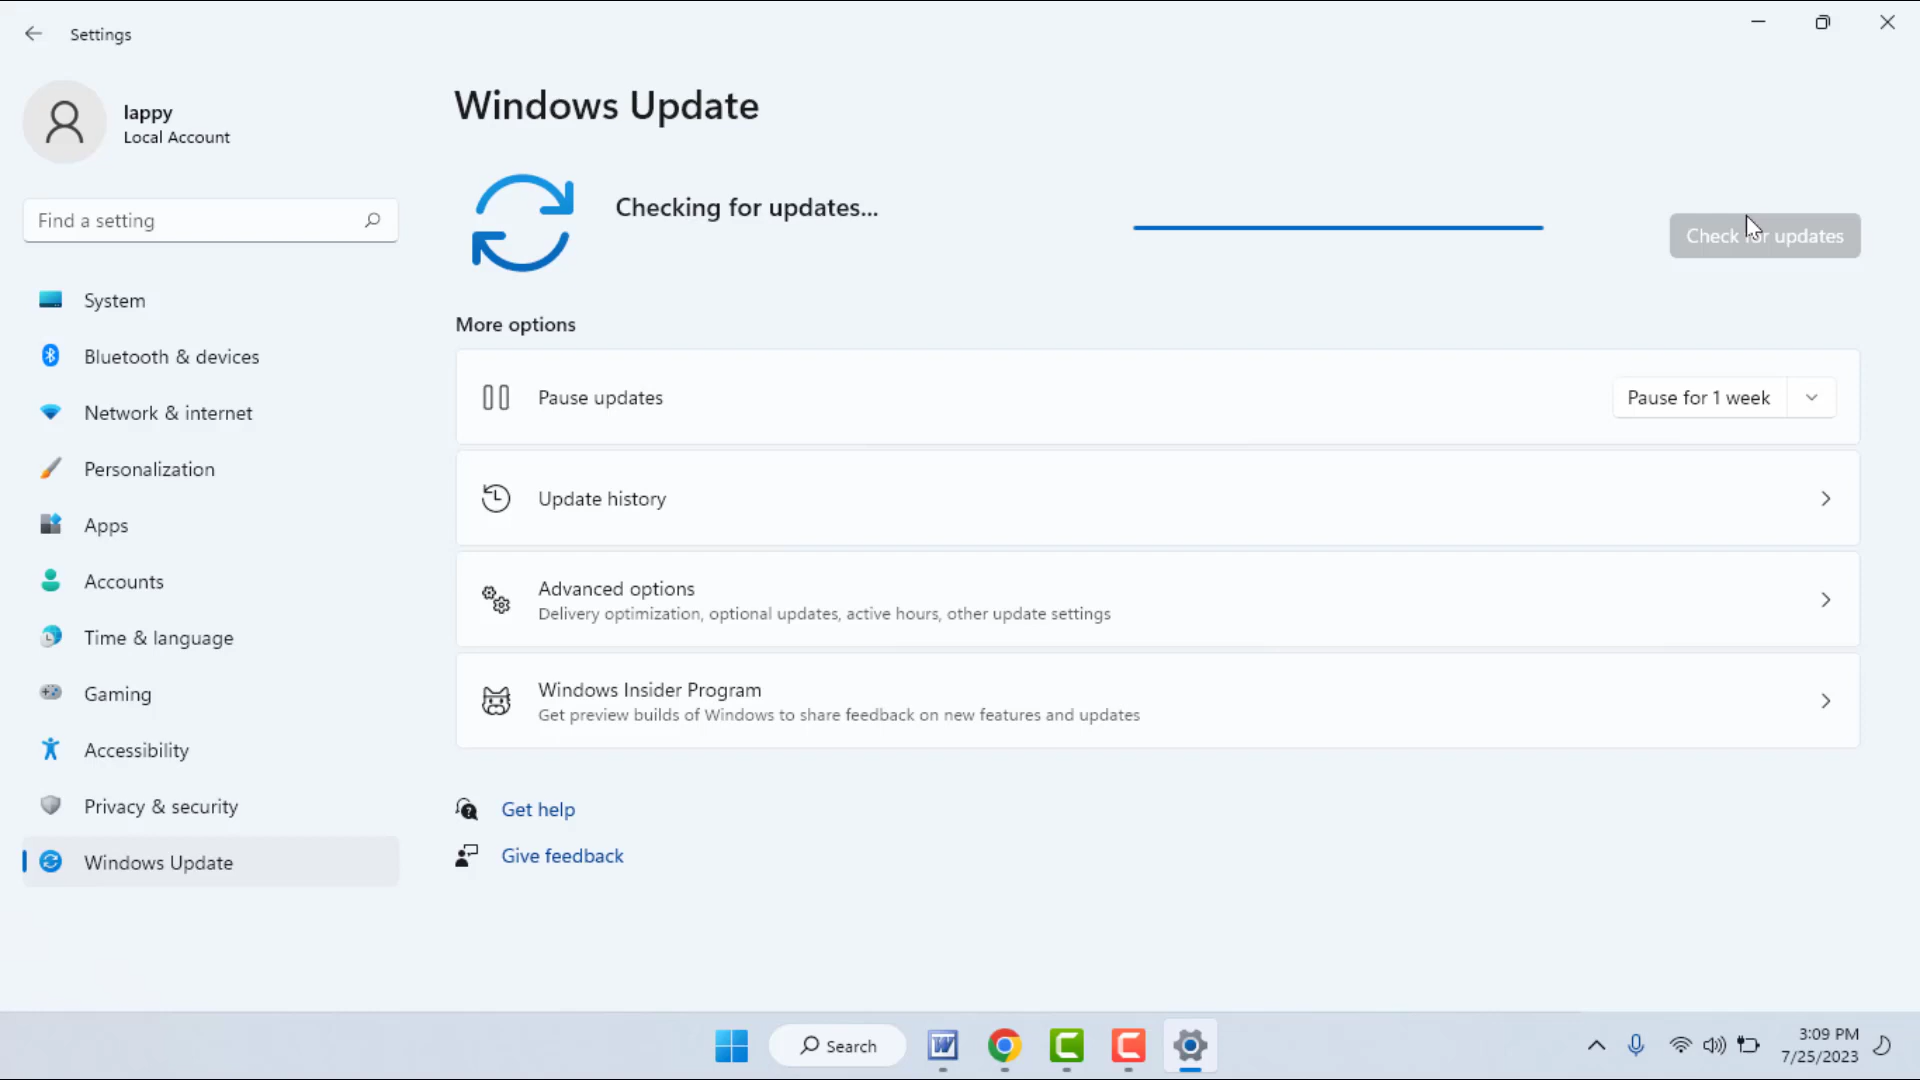 Settings
lappy
Local Account
Find a setting
System
Bluetooth & devices
Network & internet
Personalization
Apps
Accounts
Time & language
Gaming
Accessibility
Privacy & security
Windows Update
Windows Update
Checking for updates...
Check for updates
More options
Pause updates
Pause for 1 week
Update history
Advanced options
Delivery optimization, optional updates, active hours, other update settings
Windows Insider Program
Get preview builds of Windows to share feedback on new features and updates
Get help
Give feedback
Search
3:09 PM
7/25/2023